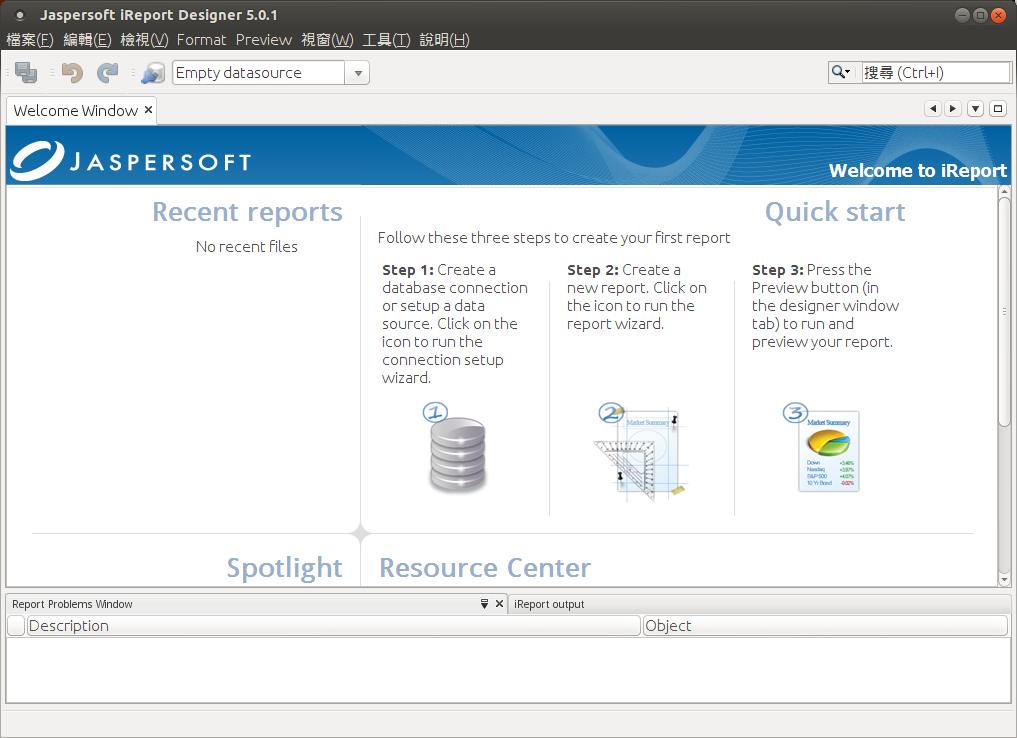 Jaspersoft iReport Designer 5.0.1
檔案(F) 編輯(E) 檢視(V) Format Preview 視窗(W) 工具(T) 說明(H)
Empty datasource
搜尋 (Ctrl+I)
Welcome Window
JASPERSOFT
Welcome to iReport
Recent reports
No recent files
Quick start
Follow these three steps to create your first report
Step 1: Create a
database connection
or setup a data
source. Click on the
icon to run the
connection setup
wizard.
Step 2: Create a
new report. Click on
the icon to run the
report wizard.
Step 3: Press the
Preview button (in
the designer window
tab) to run and
preview your report.
1
2
Market Summary
3
Market Summary
Down +3.46%
Nasdaq +3.97%
S&P 500 +4.07%
10 Yr Bond -0.02%
Spotlight
Resource Center
Report Problems Window
iReport output
Description
Object